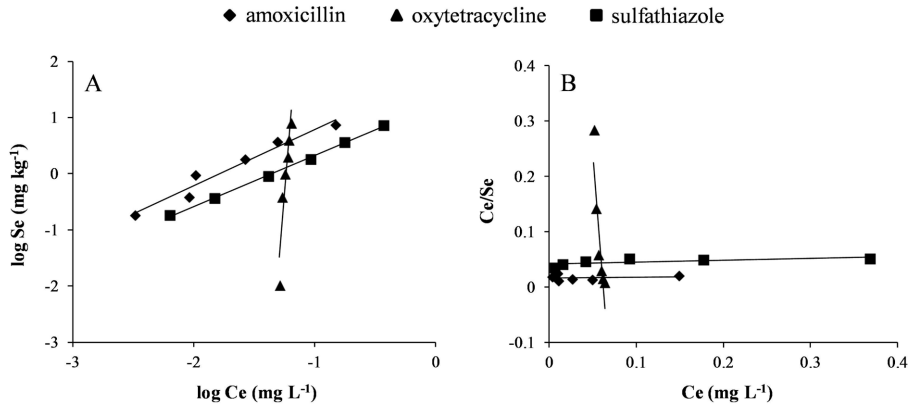 amoxicillin oxytetracycline sulfathiazole
A
2
1
0
-1
-2
-3
-3 -2 -1 0
log Se (mg kg⁻¹)
log Ce (mg L⁻¹)
B
0.4
0.3
0.2
0.1
0
-0.1
0 0.1 0.2 0.3 0.4
Ce/Se
Ce (mg L⁻¹)